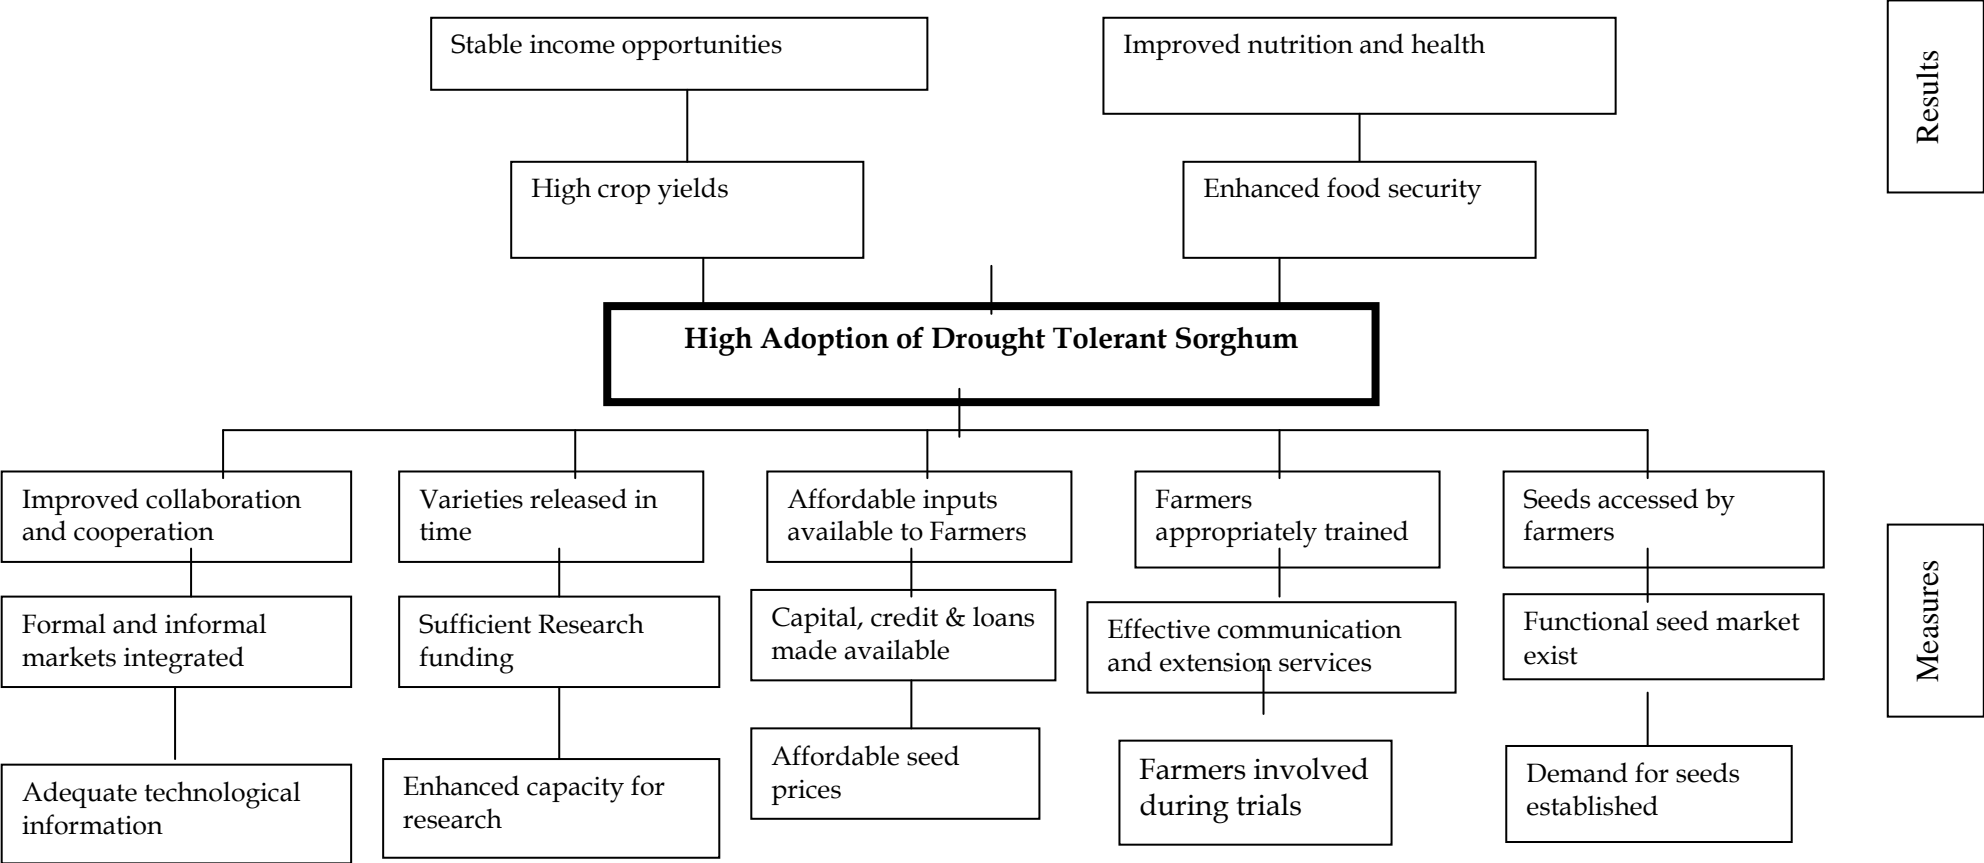 Stable income opportunities
Improved nutrition and health
Results
High crop yields
Enhanced food security
High Adoption of Drought Tolerant Sorghum
Improved collaboration
and cooperation
Varieties released in
time
Affordable inputs
available to Farmers
Farmers
appropriately trained
Seeds accessed by
farmers
Measures
Formal and informal
markets integrated
Sufficient Research
funding
Capital, credit & loans
made available
Effective communication
and extension services
Functional seed market
exist
Adequate technological
information
Enhanced capacity for
research
Affordable seed
prices
Farmers involved
during trials
Demand for seeds
established